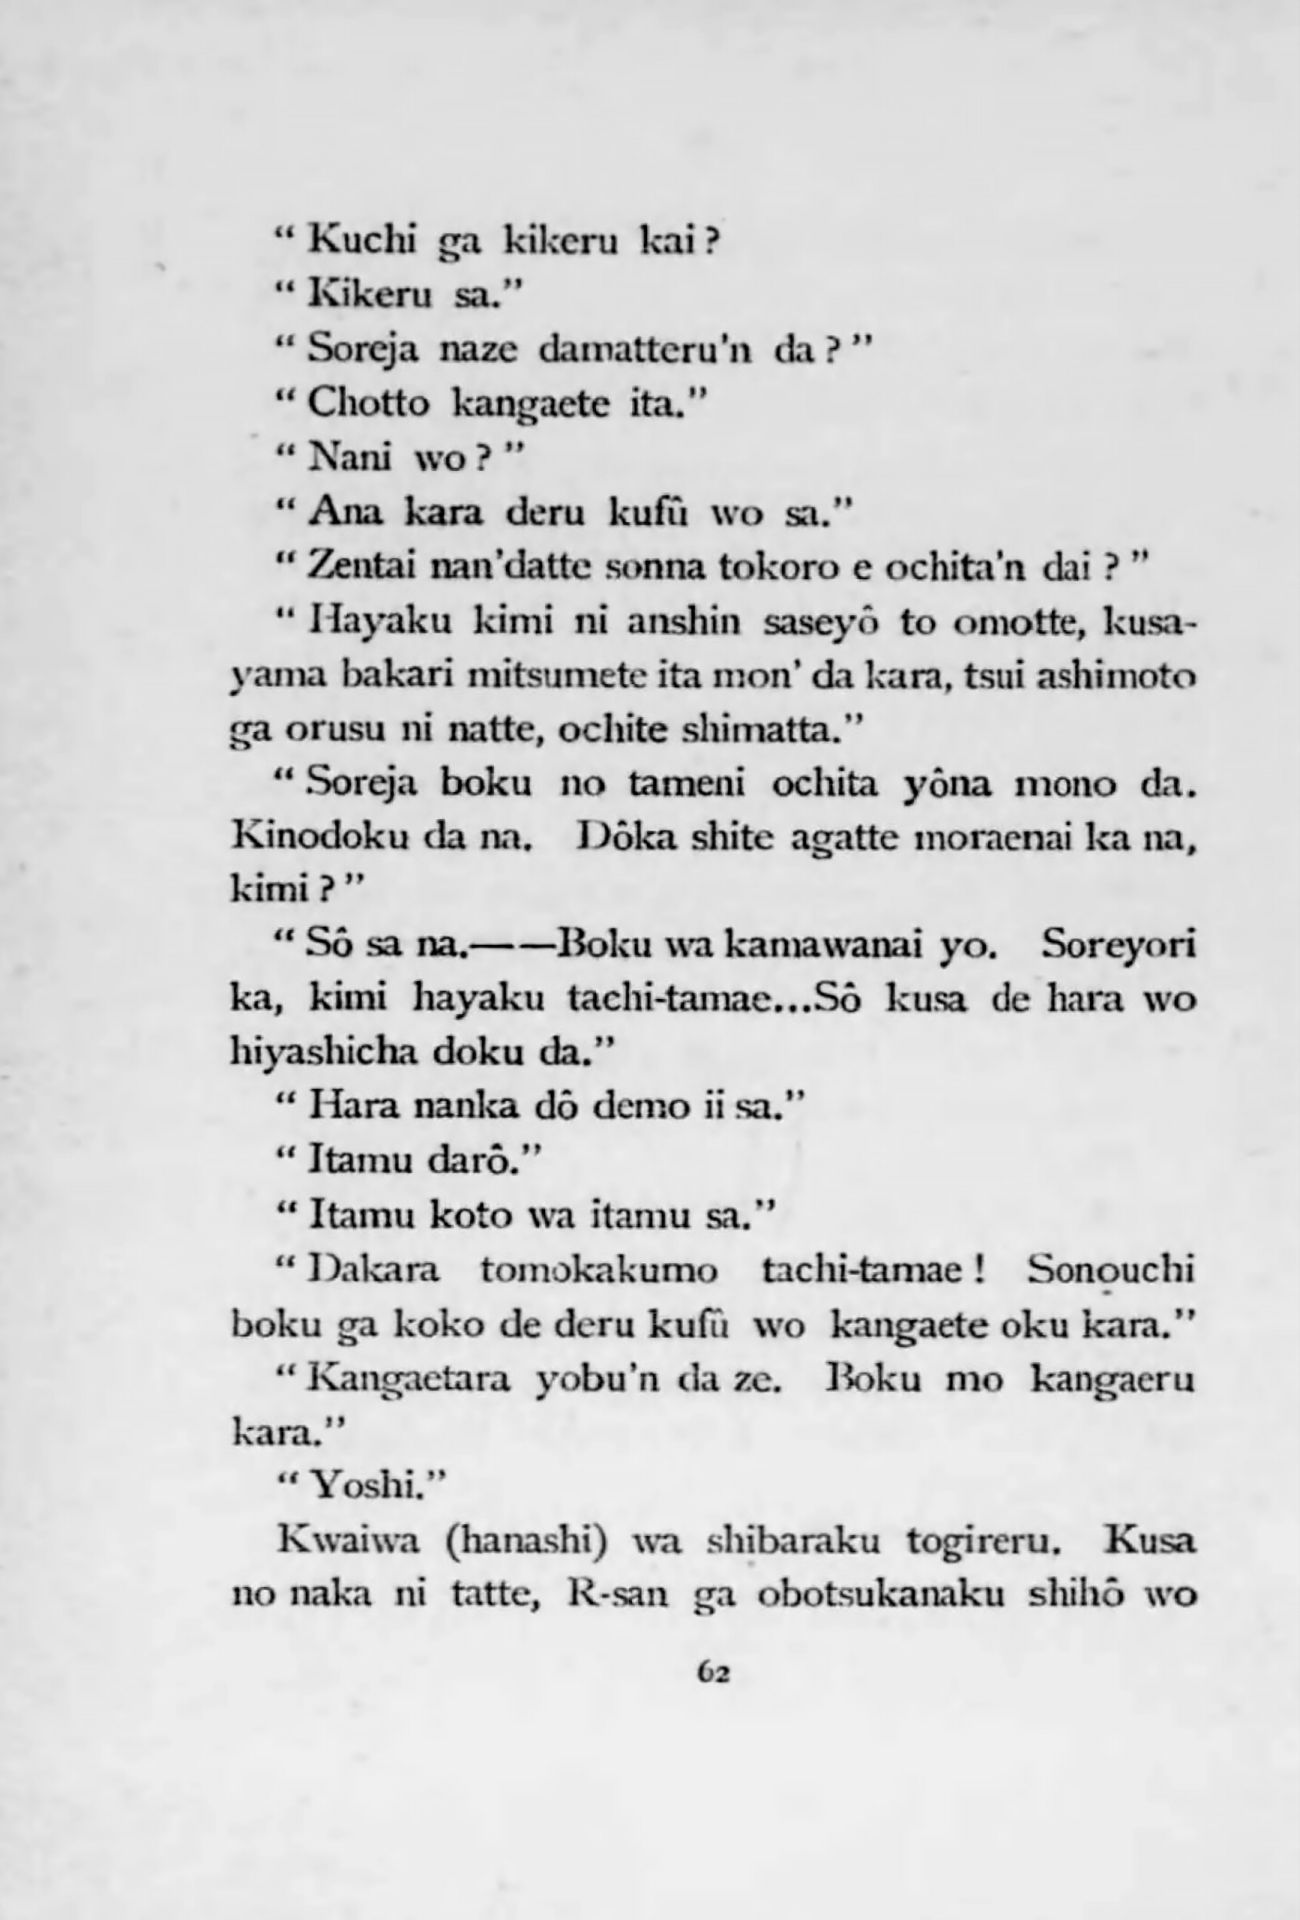 “ Kuchi ga kikeru kai ?
“ Kikeru sa.”
“ Soreja naze damatteru'n da ? ”
“ Chotto kangaete ita.”
“ Nani wo ? ”
“ Ana kara deru kufû wo sa.”
“ Zentai nan'datte sonna tokoro e ochita'n dai ? ”
“ Hayaku kimi ni anshin saseyô to omotte, kusa-
yama bakari mitsumete ita mon' da kara, tsui ashimoto
ga orusu ni natte, ochite shimatta.”
“ Soreja boku no tameni ochita yôna mono da.
Kinodoku da na. Dôka shite agatte moraenai ka na,
kimi ? ”
“ Sô sa na.——Boku wa kamawanai yo. Soreyori
ka, kimi hayaku tachi-tamae...Sô kusa de hara wo
hiyashicha doku da.”
“ Hara nanka dô demo ii sa.”
“ Itamu darô.”
“ Itamu koto wa itamu sa.”
“ Dakara tomokakumo tachi-tamae ! Sonouchi
boku ga koko de deru kufû wo kangaete oku kara.”
“ Kangaetara yobu'n da ze. Boku mo kangaeru
kara.”
“ Yoshi.”
Kwaiwa (hanashi) wa shibaraku togireru. Kusa
no naka ni tatte, R-san ga obotsukanaku shihô wo
62